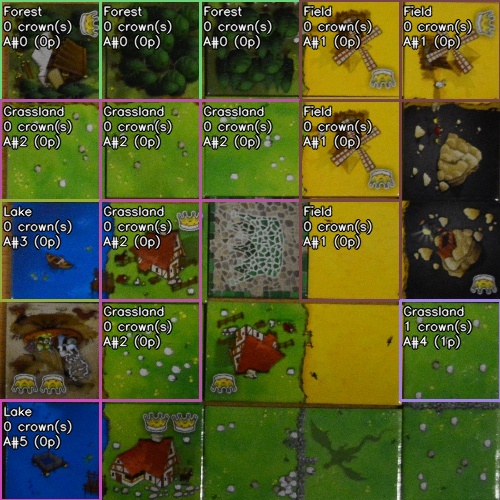 Forest
0 crown(s)
A#0 (0p)
Forest
0 crown(s)
A#0 (0p)
Forest
0 crown(s)
A#0 (0p)
Field
0 crown(s)
A#1 (0p)
Field
0 crown(s)
A#1 (0p)
Grassland
0 crown(s)
A#2 (0p)
Grassland
0 crown(s)
A#2 (0p)
Grassland
0 crown(s)
A#2 (0p)
Field
0 crown(s)
A#1 (0p)
Lake
0 crown(s)
A#3 (0p)
Grassland
0 crown(s)
A#2 (0p)
Field
0 crown(s)
A#1 (0p)
Grassland
0 crown(s)
A#2 (0p)
Grassland
1 crown(s)
A#4 (1p)
Lake
0 crown(s)
A#5 (0p)